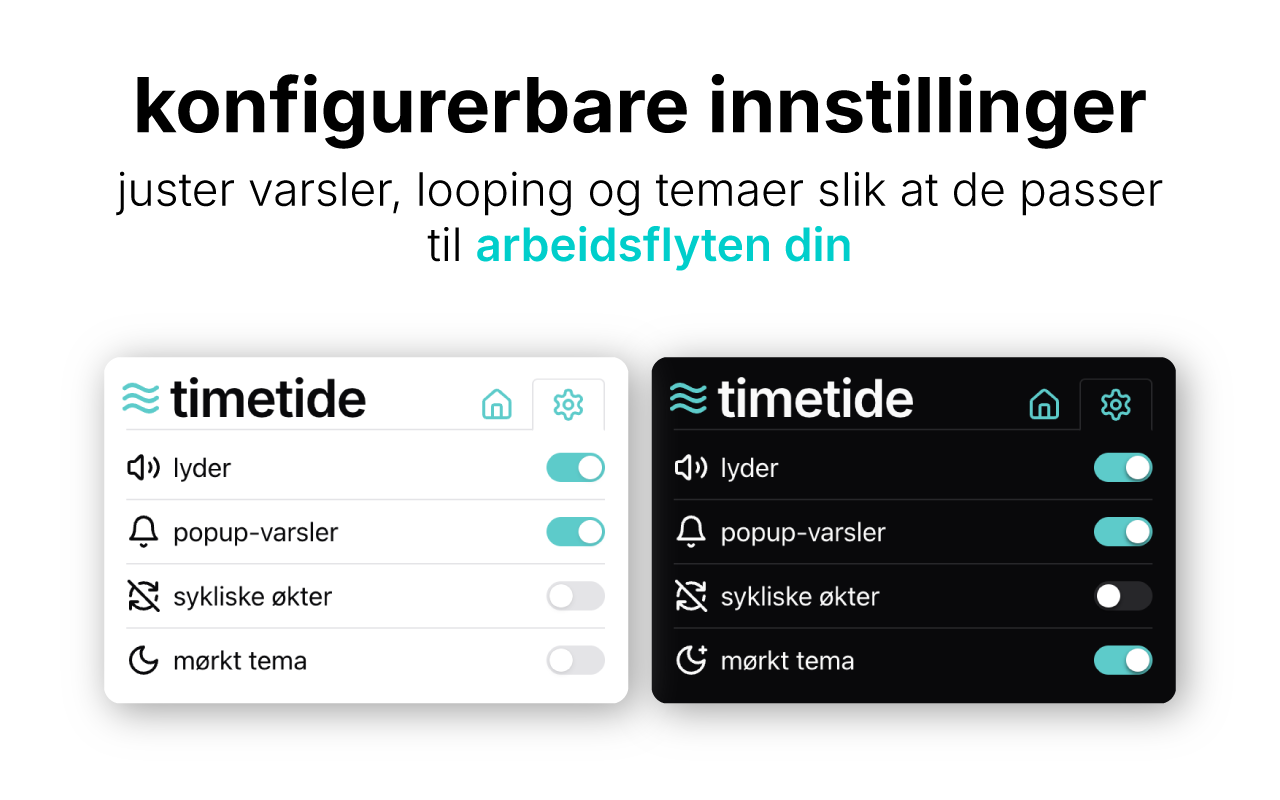 konfigurerbare innstillinger
juster varsler, looping og temaer slik at de passer
til arbeidsflyten din
timetide
lyder
popup-varsler
sykliske økter
mørkt tema
timetide
lyder
popup-varsler
sykliske økter
mørkt tema